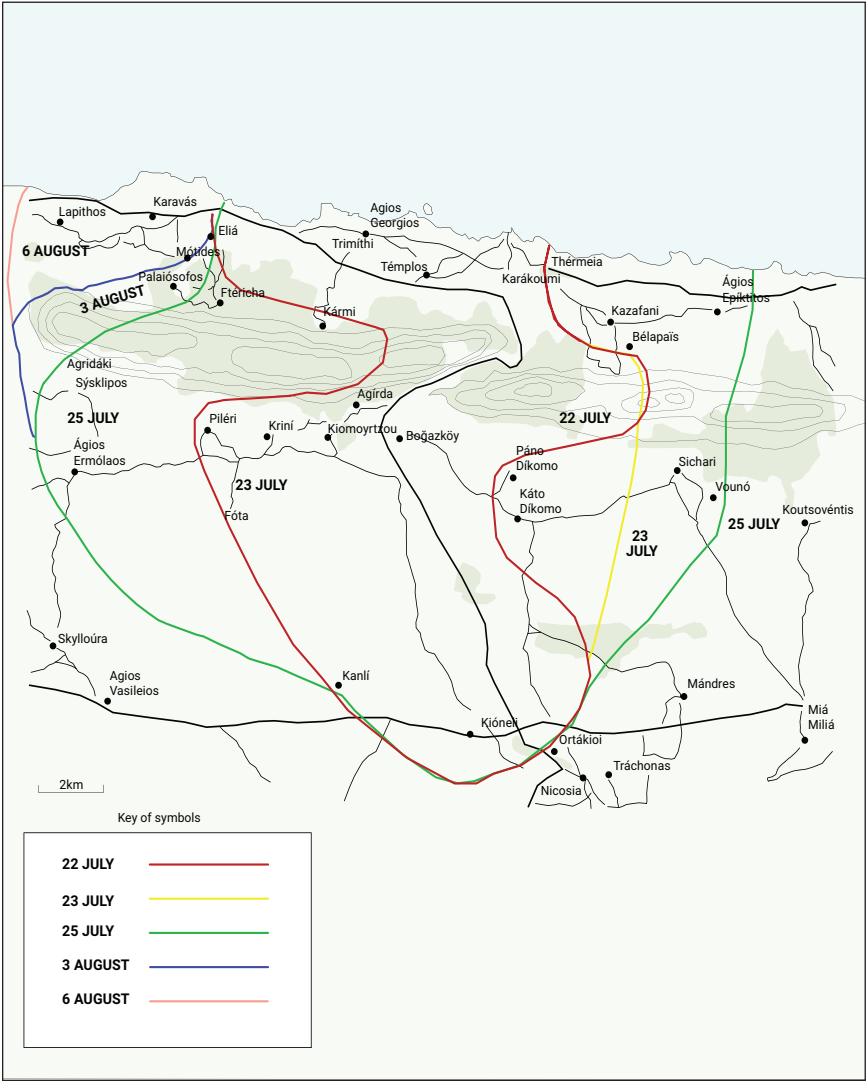 Lapithos
Karavás
Eliá
Agios
Georgios
Trimíthi
Témplos
Karákoumi
Thérmeia
Ágios
Epíktitos
6 AUGUST
Mótides
Palaiósofos
3 AUGUST
Ftéricha
Kármi
Kazafani
Bélapaïs
Agridáki
Sýsklipos
25 JULY
Agírda
Piléri
Kriní
Kiomoyrtzou
Boğazköy
22 JULY
Ágios
Ermólaos
23 JULY
Fóta
Páno
Díkomo
Káto
Díkomo
Sichari
Vounó
Koutsovéntis
25 JULY
23
JULY
Skylloúra
Agios
Vasileios
Kanlí
Kióneli
Mándres
Miá
Miliá
Ortákioi
Tráchonas
Nicosia
2km
Key of symbols
22 JULY
23 JULY
25 JULY
3 AUGUST
6 AUGUST